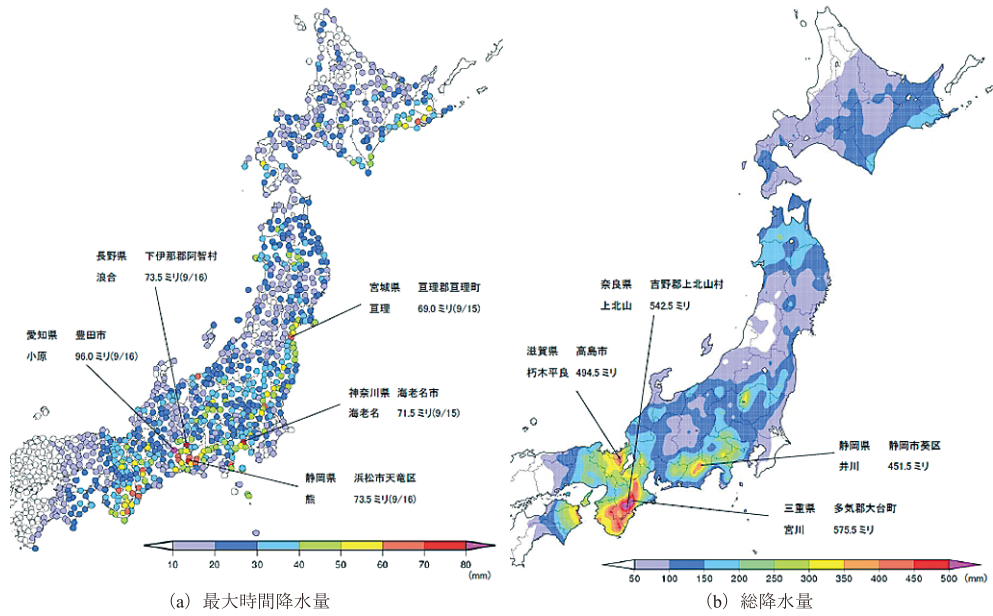 長野県 下伊那郡阿智村
浪合 73.5ミリ(9/16)
宮城県 亘理郡亘理町
亘理 69.0ミリ(9/15)
愛知県 豊田市
小原 96.0ミリ(9/16)
神奈川県 海老名市
海老名 71.5ミリ(9/15)
静岡県 浜松市天竜区
熊 73.5ミリ(9/16)
10 20 30 40 50 60 70 80
(mm)
(a) 最大時間降水量
奈良県 吉野郡上北山村
上北山 542.5ミリ
滋賀県 高島市
朽木平良 494.5ミリ
静岡県 静岡市葵区
井川 451.5ミリ
三重県 多気郡大台町
宮川 575.5ミリ
50 100 150 200 250 300 350 400 450 500
(mm)
(b) 総降水量